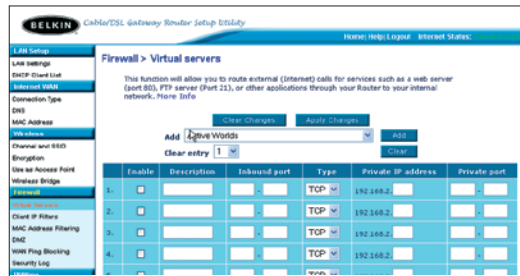 BELKIN
Cable/DSL Gateway Router Setup Utility
Home| Help| Logout Internet Status:
LAN Setup
LAN Settings
DHCP Client List
Internet WAN
Connection Type
DNS
MAC Address
Wireless
Channel and SSID
Encryption
Use as Access Point
Wireless Bridge
Firewall
Virtual Servers
Client IP Filters
MAC Address Filtering
DMZ
WAN Ping Blocking
Security Log
Utilities
Firewall > Virtual servers
This function will allow you to route external (Internet) calls for services such as a web server
(port 80), FTP server (Port 21), or other applications through your Router to your internal
network. More Info
Clear Changes Apply Changes
Add Active Worlds Add
Clear entry 1 Clear
Enable Description Inbound port Type Private IP address Private port
1. - TCP 192.168.2. -
2. - TCP 192.168.2. -
3. - TCP 192.168.2. -
4. - TCP 192.168.2. -
TCP